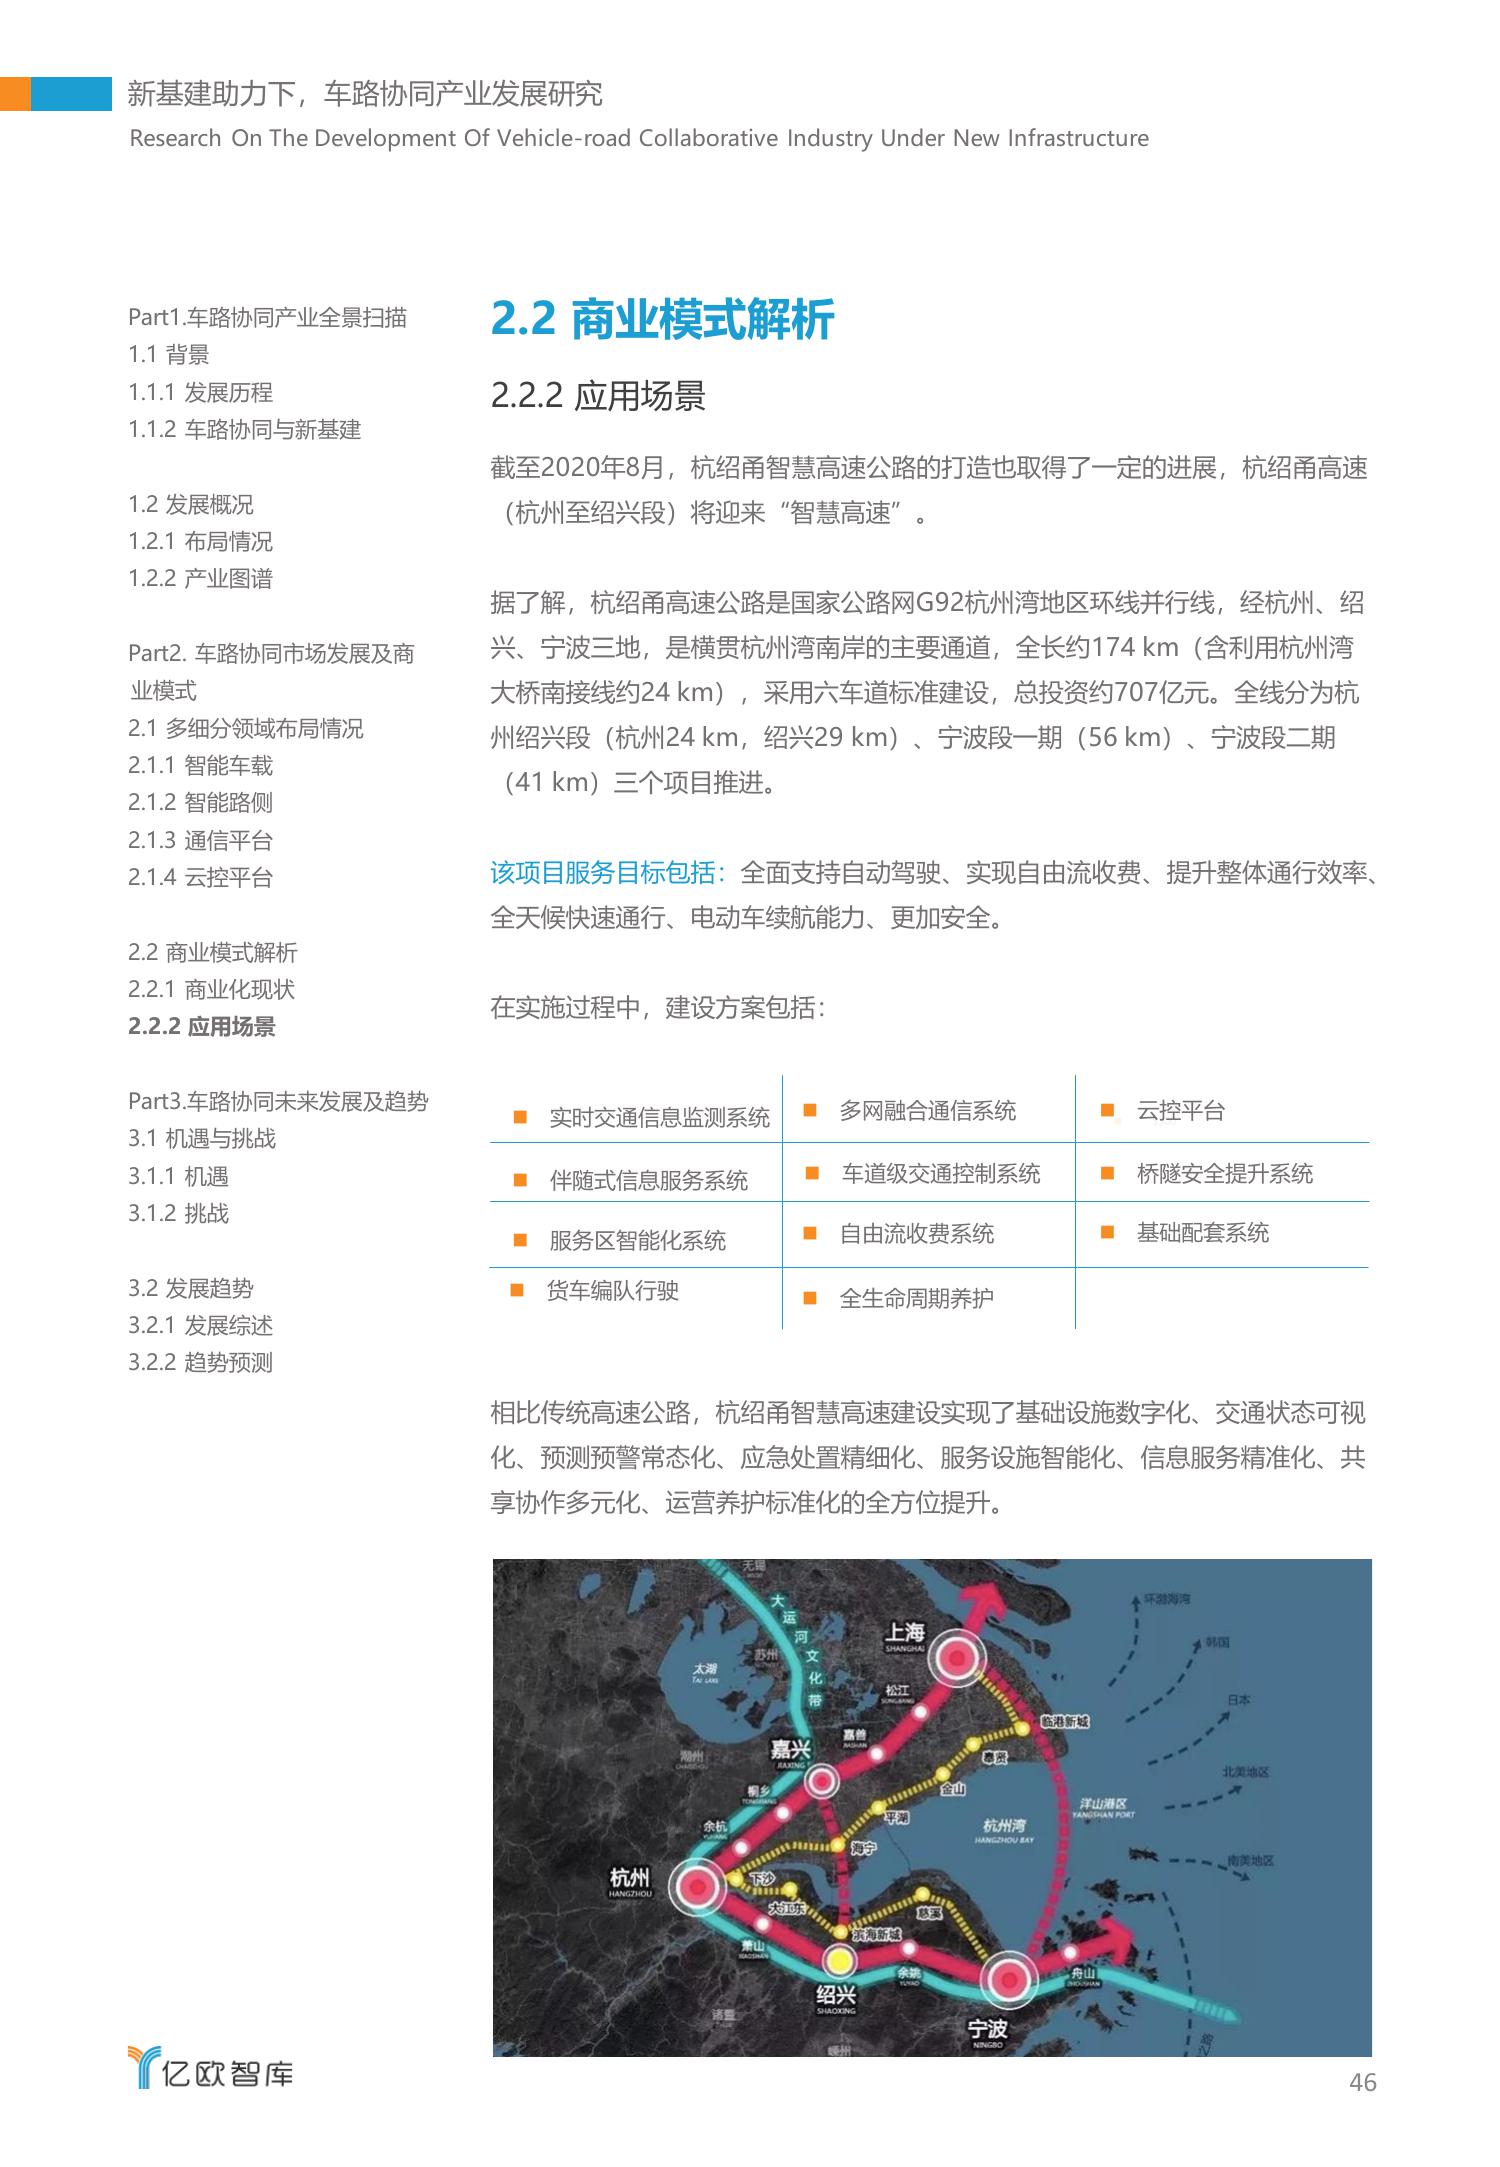 新基建助力下，车路协同产业发展研究
Research On The Development Of Vehicle-road Collaborative Industry Under New Infrastructure
Part1.车路协同产业全景扫描
1.1 背景
1.1.1 发展历程
1.1.2 车路协同与新基建
1.2 发展概况
1.2.1 布局情况
1.2.2 产业图谱
Part2. 车路协同市场发展及商
业模式
2.1 多细分领域布局情况
2.1.1 智能车载
2.1.2 智能路侧
2.1.3 通信平台
2.1.4 云控平台
2.2 商业模式解析
2.2.1 商业化现状
2.2.2 应用场景
Part3.车路协同未来发展及趋势
3.1 机遇与挑战
3.1.1 机遇
3.1.2 挑战
3.2 发展趋势
3.2.1 发展综述
3.2.2 趋势预测
2.2 商业模式解析
2.2.2 应用场景
截至2020年8月，杭绍甬智慧高速公路的打造也取得了一定的进展，杭绍甬高速
（杭州至绍兴段）将迎来“智慧高速”。
据了解，杭绍甬高速公路是国家公路网G92杭州湾地区环线并行线，经杭州、绍
兴、宁波三地，是横贯杭州湾南岸的主要通道，全长约174 km（含利用杭州湾
大桥南接线约24 km），采用六车道标准建设，总投资约707亿元。全线分为杭
州绍兴段（杭州24 km，绍兴29 km）、宁波段一期（56 km）、宁波段二期
（41 km）三个项目推进。
该项目服务目标包括：全面支持自动驾驶、实现自由流收费、提升整体通行效率、
全天候快速通行、电动车续航能力、更加安全。
在实施过程中，建设方案包括：
实时交通信息监测系统
多网融合通信系统
云控平台
伴随式信息服务系统
车道级交通控制系统
桥隧安全提升系统
服务区智能化系统
自由流收费系统
基础配套系统
货车编队行驶
全生命周期养护
相比传统高速公路，杭绍甬智慧高速建设实现了基础设施数字化、交通状态可视
化、预测预警常态化、应急处置精细化、服务设施智能化、信息服务精准化、共
享协作多元化、运营养护标准化的全方位提升。
无锡
大运河文化带
苏州
太湖
TAI LAKE
上海
SHANGHAI
松江
SONGJIANG
嘉善
JIASHAN
嘉兴
JIAXING
湖州
桐乡
TONGXIANG
余杭
YUHANG
杭州
HANGZHOU
下沙
大江东
萧山
XIAOSHAN
海宁
平湖
金山
奉贤
临港新城
杭州湾
HANGZHOU BAY
洋山港区
YANGSHAN PORT
滨海新城
慈溪
绍兴
SHAOXING
余姚
YUYAO
宁波
NINGBO
舟山
ZHOUSHAN
诸暨
嵊州
环渤海湾
韩国
日本
北美地区
南美地区
亿欧智库
46